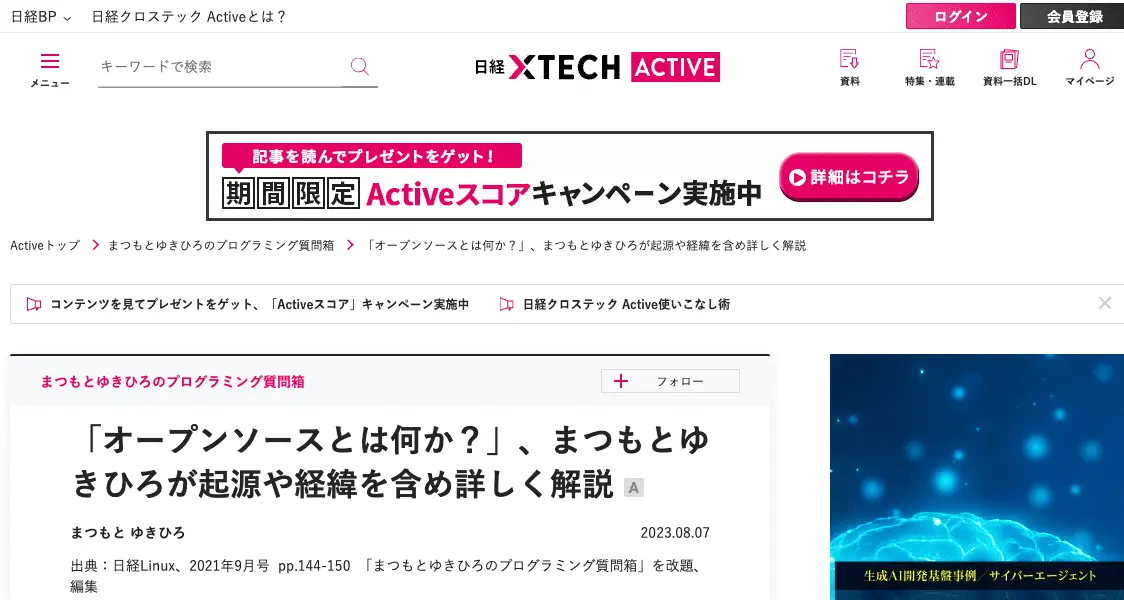 日経BP
日経クロステック Activeとは？
ログイン
会員登録
メニュー
キーワードで検索
日経 XTECH ACTIVE
資料
特集・連載
資料一括DL
マイページ
記事を読んでプレゼントをゲット！
期間限定 Activeスコアキャンペーン実施中
詳細はコチラ
Activeトップ
まつもとゆきひろのプログラミング質問箱
「オープンソースとは何か？」、まつもとゆきひろが起源や経緯を含め詳しく解説
コンテンツを見てプレゼントをゲット、「Activeスコア」キャンペーン実施中
日経クロステック Active使いこなし術
まつもとゆきひろのプログラミング質問箱
フォロー
「オープンソースとは何か？」、まつもとゆ
きひろが起源や経緯を含め詳しく解説 A
まつもと ゆきひろ
2023.08.07
出典：日経Linux、2021年9月号 pp.144-150 「まつもとゆきひろのプログラミング質問箱」を改題、
編集
生成AI開発基盤事例／サイバーエージェント